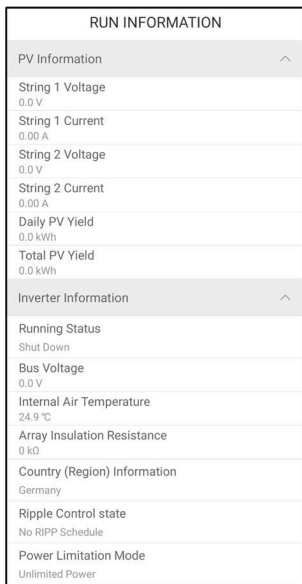 RUN INFORMATION
PV Information
String 1 Voltage
0.0 V
String 1 Current
0.00 A
String 2 Voltage
0.0 V
String 2 Current
0.00 A
Daily PV Yield
0.0 kWh
Total PV Yield
0.0 kWh
Inverter Information
Running Status
Shut Down
Bus Voltage
0.0 V
Internal Air Temperature
24.9 ℃
Array Insulation Resistance
0 kΩ
Country (Region) Information
Germany
Ripple Control state
No RIPP Schedule
Power Limitation Mode
Unlimited Power